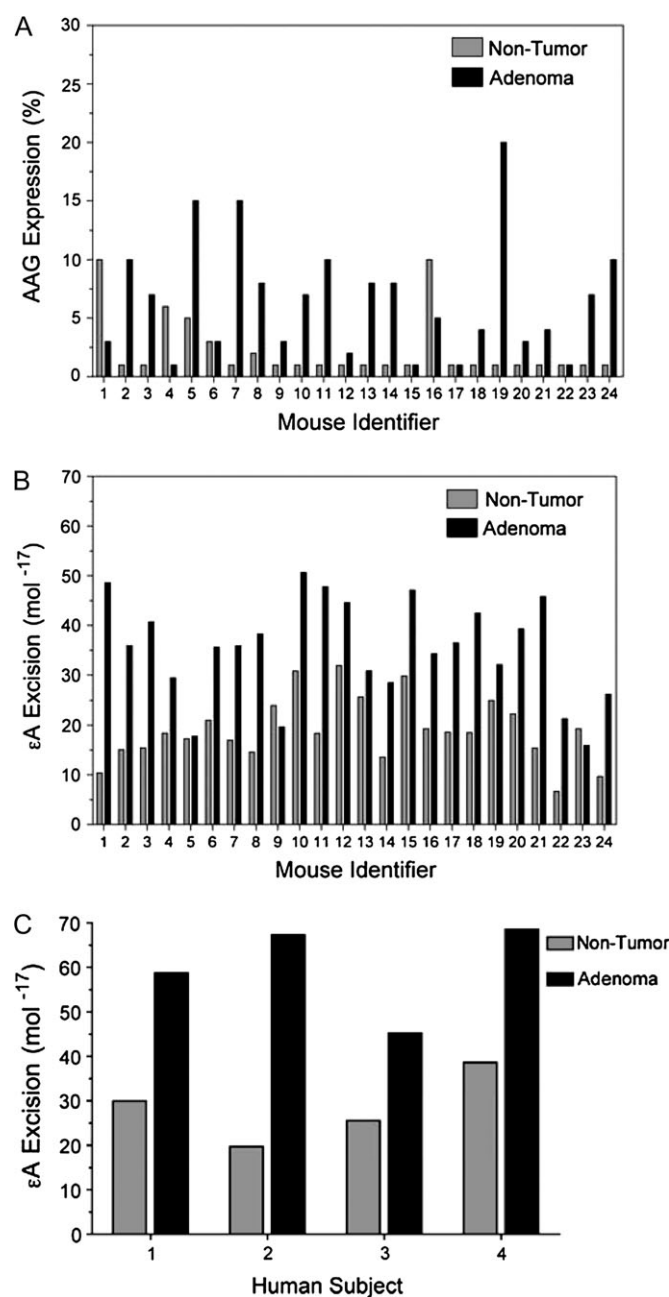 A
30
25
20
15
10
5
0
AAG Expression (%)
Non-Tumor
Adenoma
1 2 3 4 5 6 7 8 9 10 11 12 13 14 15 16 17 18 19 20 21 22 23 24
Mouse Identifier
B
70
60
50
40
30
20
10
0
εA Excision (mol -17)
Non-Tumor
Adenoma
1 2 3 4 5 6 7 8 9 10 11 12 13 14 15 16 17 18 19 20 21 22 23 24
Mouse Identifier
C
70
60
50
40
30
20
10
0
εA Excision (mol -17)
Non-Tumor
Adenoma
1 2 3 4
Human Subject